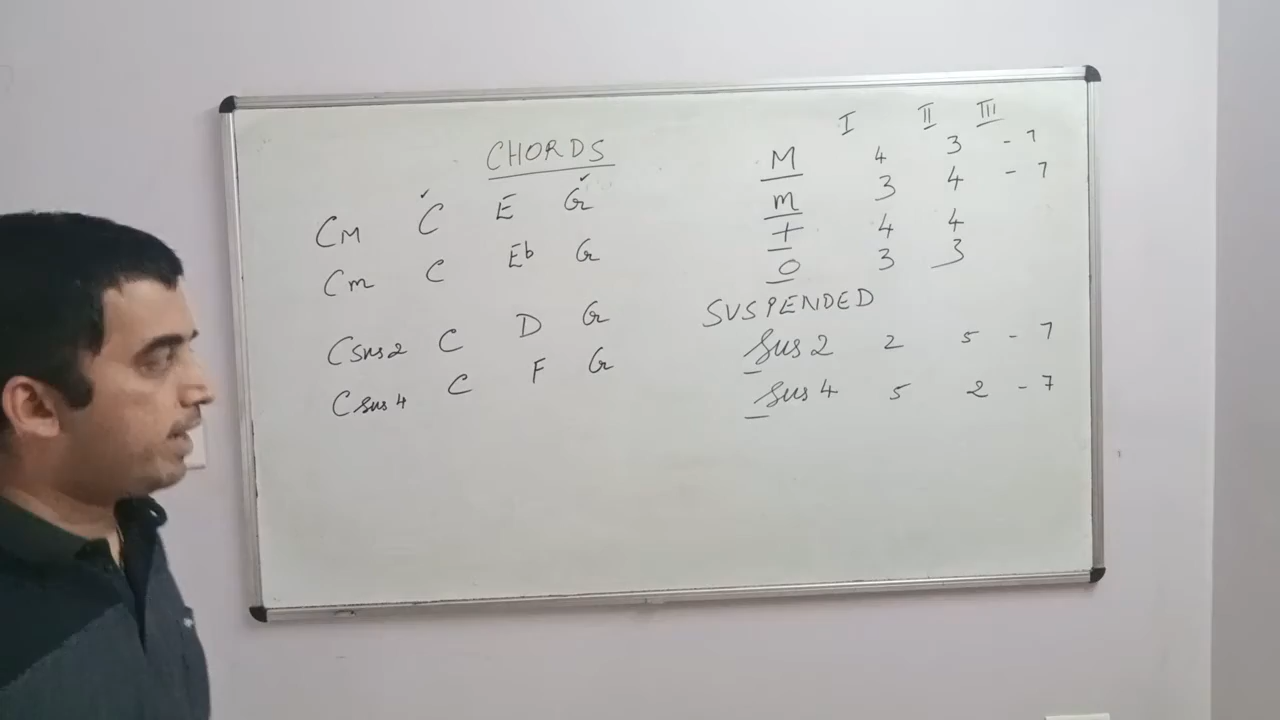 CHORDS
CM C E G
Cm C Eb G
Csus2 C D G
Csus4 C F G
I II III
M 4 3 - 7
m 3 4 - 7
+ 4 4
o 3 3
SUSPENDED
Sus 2 2 5 - 7
Sus 4 5 2 - 7